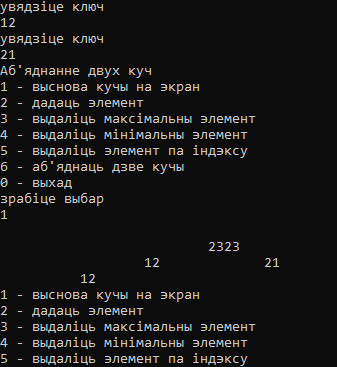 увядзіце ключ
12
увядзіце ключ
21
Аб'яднанне двух куч
1 - выснова кучы на экран
2 - дадаць элемент
3 - выдаліць максімальны элемент
4 - выдаліць мінімальны элемент
5 - выдаліць элемент па індэксу
6 - аб'яднаць дзве кучы
0 - выхад
зрабіце выбар
1
2323
12 21
12
1 - выснова кучы на экран
2 - дадаць элемент
3 - выдаліць максімальны элемент
4 - выдаліць мінімальны элемент
5 - выдаліць элемент па індэксу